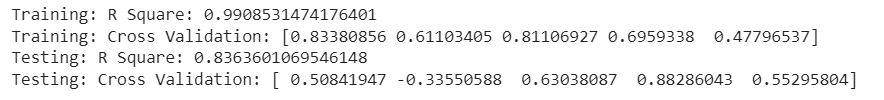 Training: R Square: 0.9908531474176401
Training: Cross Validation: [0.83380856 0.61103405 0.81106927 0.6959338  0.47796537]
Testing: R Square: 0.8363601069546148
Testing: Cross Validation: [ 0.50841947 -0.33550588  0.63038087  0.88286043  0.55295804]